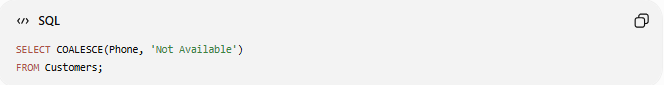 </> SQL
SELECT COALESCE(Phone, 'Not Available')
FROM Customers;